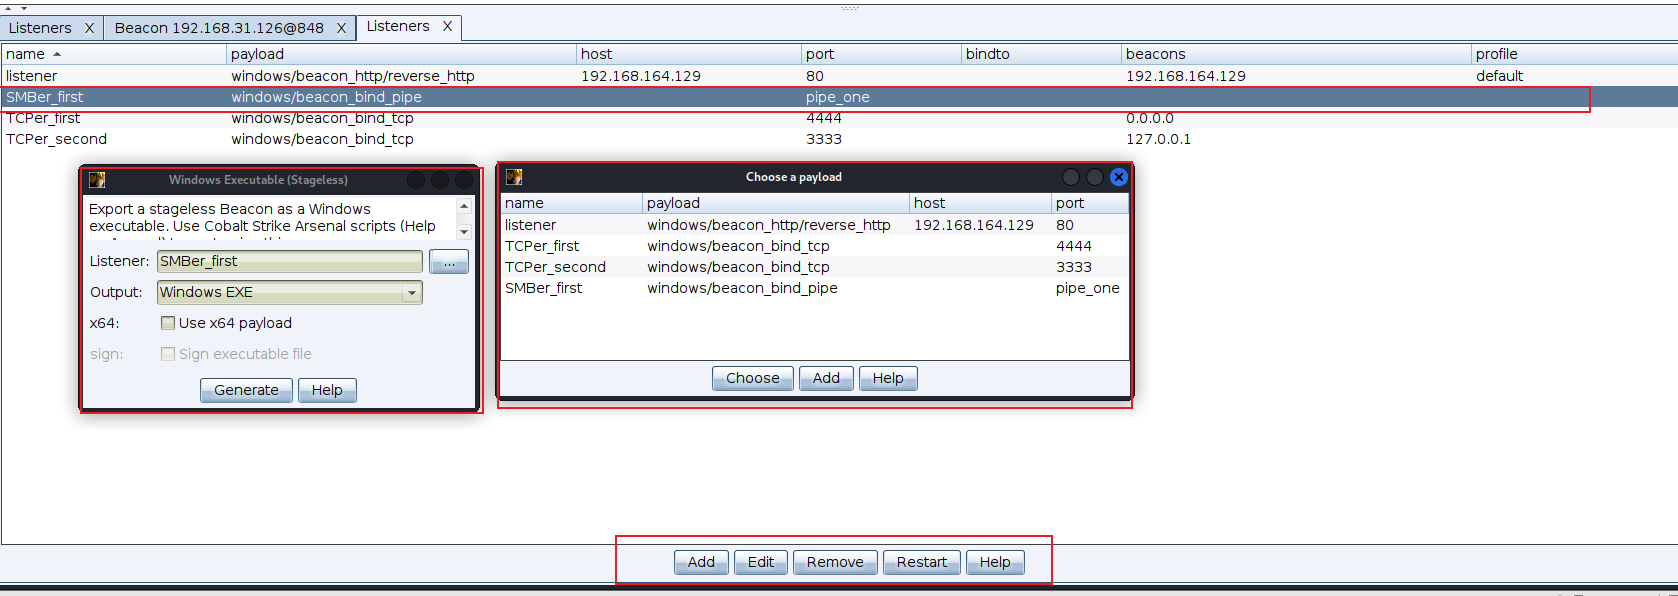 Listeners X Beacon 192.168.31.126@848 X Listeners X
name payload host port bindto beacons profile
listener windows/beacon_http/reverse_http 192.168.164.129 80 192.168.164.129 default
SMBer_first windows/beacon_bind_pipe pipe_one
TCPer_first windows/beacon_bind_tcp 4444 0.0.0.0
TCPer_second windows/beacon_bind_tcp 3333 127.0.0.1
Windows Executable (Stageless)
Export a stageless Beacon as a Windows
executable. Use Cobalt Strike Arsenal scripts (Help
Listener: SMBer_first ...
Output: Windows EXE
x64: Use x64 payload
sign: Sign executable file
Generate Help
Choose a payload
name payload host port
listener windows/beacon_http/reverse_http 192.168.164.129 80
TCPer_first windows/beacon_bind_tcp 4444
TCPer_second windows/beacon_bind_tcp 3333
SMBer_first windows/beacon_bind_pipe pipe_one
Choose Add Help
Add Edit Remove Restart Help